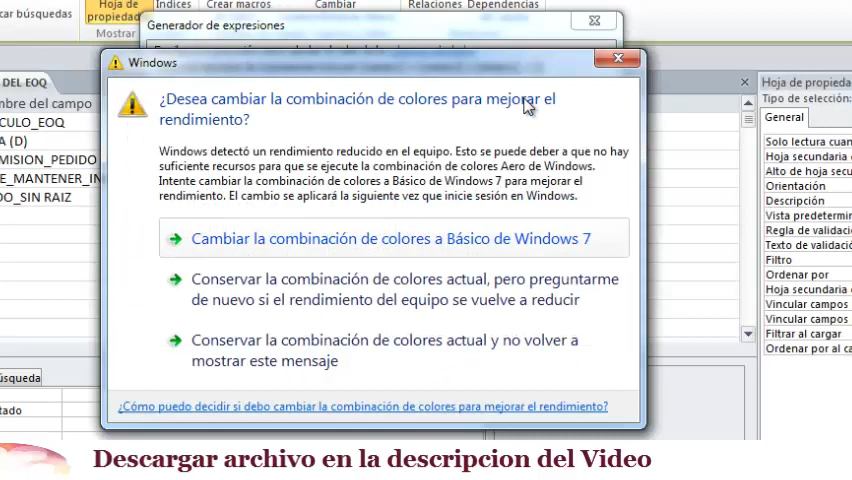 car búsquedas
Hoja de
propiedades
Índices
Crear macros
Cambiar
Relaciones
Dependencias
Mostrar
Generador de expresiones
Windows
DEL EOQ
mbre del campo
CULO_EOQ
A (D)
MISION_PEDIDO
E_MANTENER_IN
DO_SIN RAIZ
¿Desea cambiar la combinación de colores para mejorar el
rendimiento?
Windows detectó un rendimiento reducido en el equipo. Esto se puede deber a que no hay
suficiente recursos para que se ejecute la combinación de colores Aero de Windows.
Intente cambiar la combinación de colores a Básico de Windows 7 para mejorar el
rendimiento. El cambio se aplicará la siguiente vez que inicie sesión en Windows.
Cambiar la combinación de colores a Básico de Windows 7
Conservar la combinación de colores actual, pero preguntarme
de nuevo si el rendimiento del equipo se vuelve a reducir
Conservar la combinación de colores actual y no volver a
mostrar este mensaje
¿Cómo puedo decidir si debo cambiar la combinación de colores para mejorar el rendimiento?
Hoja de propieda
Tipo de selección:
General
Solo lectura cuan
Hoja secundaria
Alto de hoja secu
Orientación
Descripción
Vista predetermin
Regla de validació
Texto de validació
Filtro
Ordenar por
Hoja secundaria
Vincular campos
Vincular campos
Filtrar al cargar
Ordenar por al ca
úsqueda
tado
Descargar archivo en la descripcion del Video